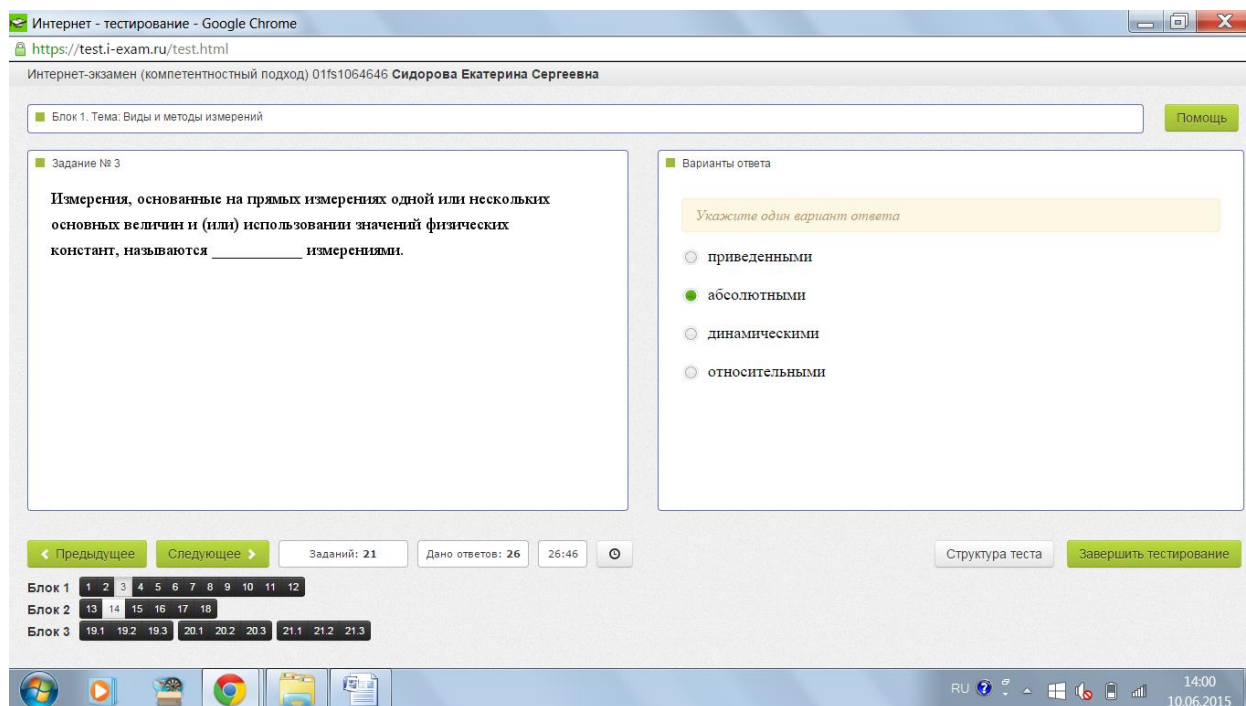 Интернет - тестирование - Google Chrome
https://test.i-exam.ru/test.html
Интернет-экзамен (компетентностный подход) 01fs1064646 Сидорова Екатерина Сергеевна
Блок 1. Тема: Виды и методы измерений
Помощь
Задание № 3
Измерения, основанные на прямых измерениях одной или нескольких
основных величин и (или) использовании значений физических
констант, называются ____________ измерениями.
Варианты ответа
Укажите один вариант ответа
приведенными
абсолютными
динамическими
относительными
Предыдущее
Следующее
Заданий: 21
Дано ответов: 26
26:46
Структура теста
Завершить тестирование
Блок 1 1 2 3 4 5 6 7 8 9 10 11 12
Блок 2 13 14 15 16 17 18
Блок 3 19.1 19.2 19.3 20.1 20.2 20.3 21.1 21.2 21.3
RU
14:00
10.06.2015